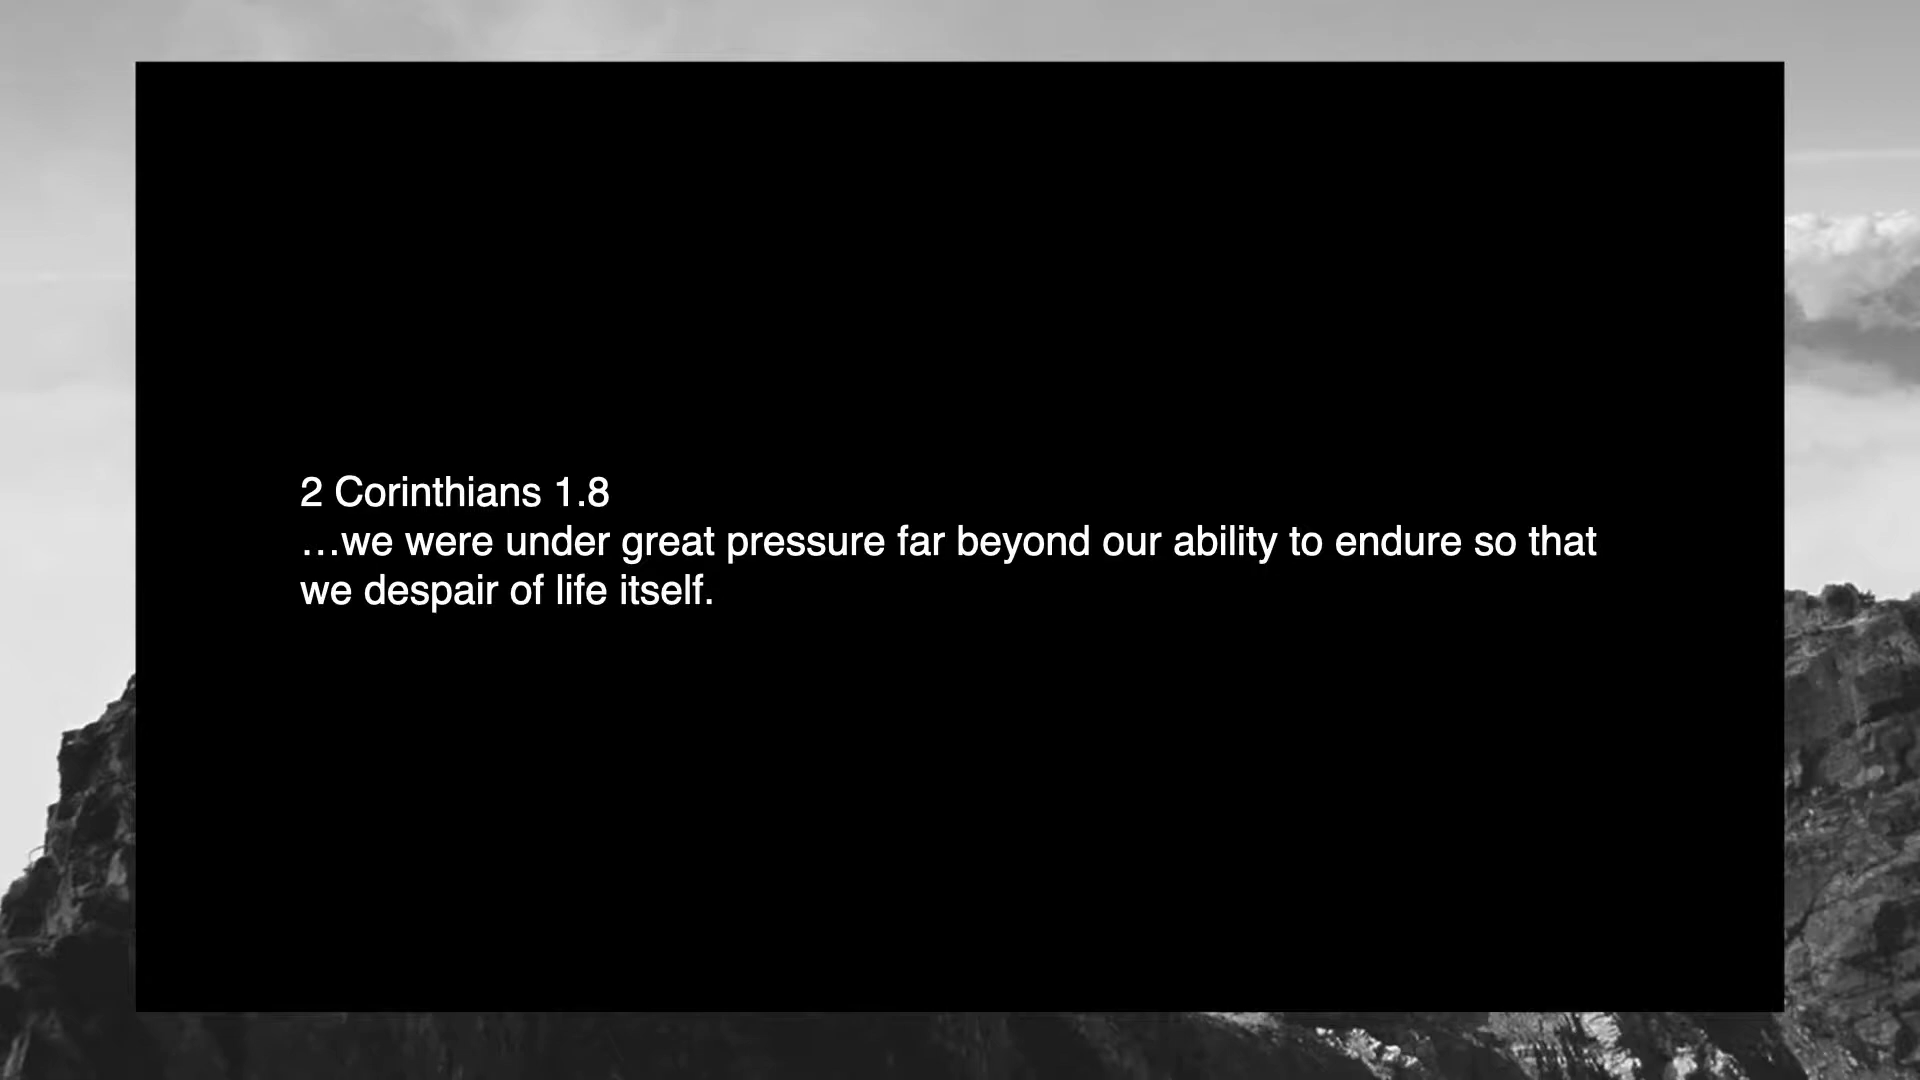 2 Corinthians 1.8
…we were under great pressure far beyond our ability to endure so that
we despair of life itself.